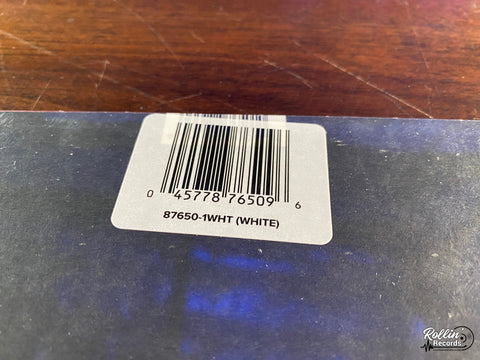 0 45778 76509 6
87650-1WHT (WHITE)
Rollin
Records